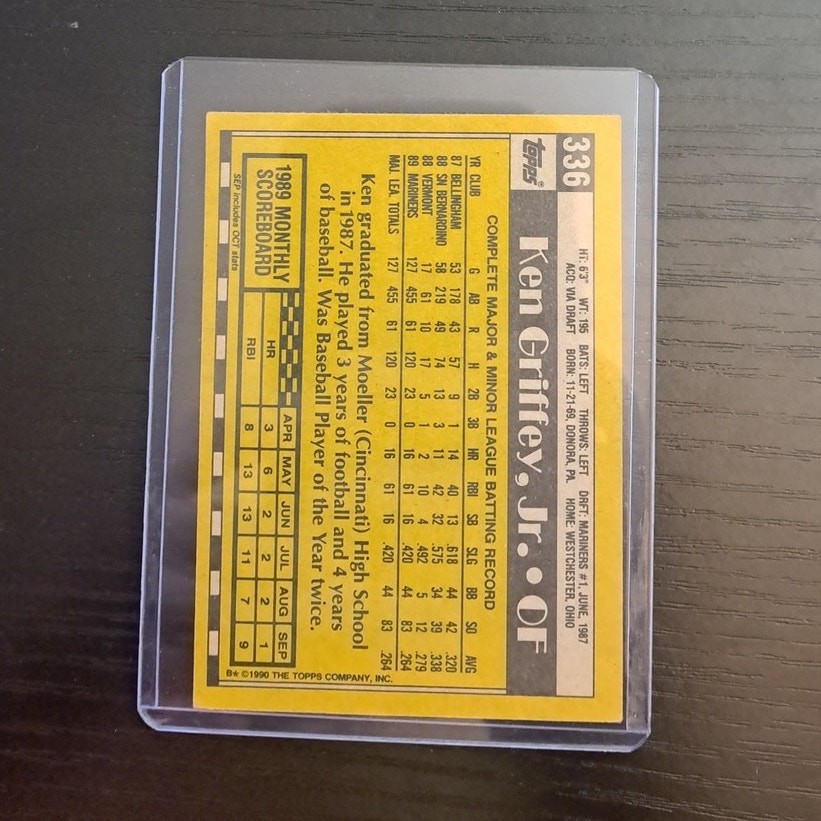 336
HT: 6'3" WT: 195 BATS: LEFT THROWS: LEFT DRFT: MARINERS #1, JUNE, 1987
ACQ: VIA DRAFT BORN: 11-21-69, DONORA, PA. HOME: WESTCHESTER, OHIO
topps®
Ken Griffey, Jr. • OF
COMPLETE MAJOR & MINOR LEAGUE BATTING RECORD
YR CLUB G AB R H 2B 3B HR RBI SB SLG BB SO AVG
87 BELLINGHAM 53 178 43 57 9 1 14 40 13 .618 44 42 .320
88 SN BERNARDINO 58 219 49 74 13 3 11 42 32 .575 34 39 .338
88 VERMONT 17 61 10 17 5 1 2 10 4 .492 5 12 .279
89 MARINERS 127 455 61 120 23 0 16 61 16 .420 44 83 .264
MAJ. LEA. TOTALS 127 455 61 120 23 0 16 61 16 .420 44 83 .264
Ken graduated from Moeller (Cincinnati) High School
in 1987. He played 3 years of football and 4 years
of baseball. Was Baseball Player of the Year twice.
1989 MONTHLY
SCOREBOARD
APR MAY JUN JUL AUG SEP
HR 3 6 2 2 2 1
RBI 8 13 13 11 7 9
SEP includes OCT stats
B* ©1990 THE TOPPS COMPANY, INC.